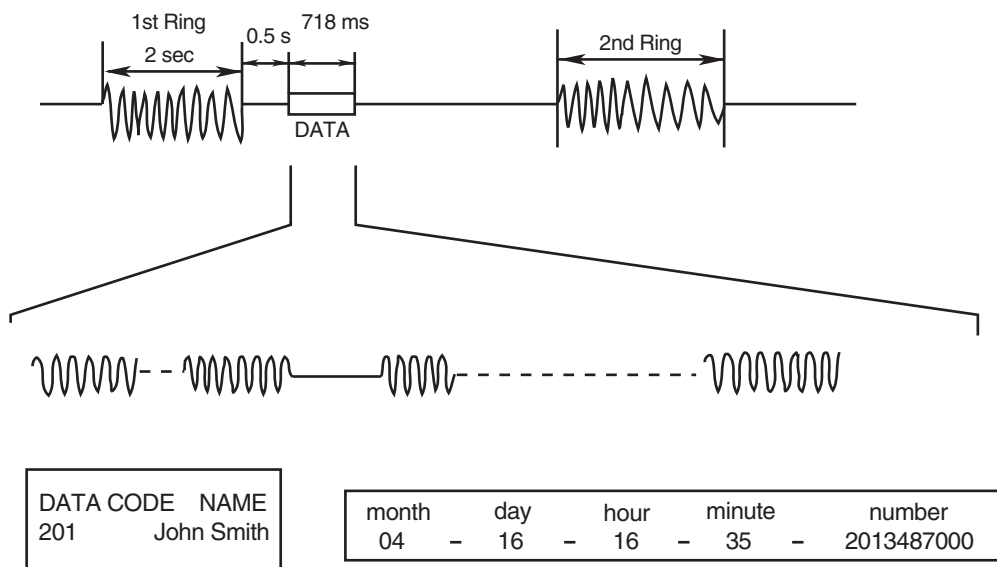 1st Ring
2 sec
0.5 s
718 ms
2nd Ring
DATA
DATA CODE NAME
201 John Smith
month day hour minute number
04 – 16 – 16 – 35 – 2013487000